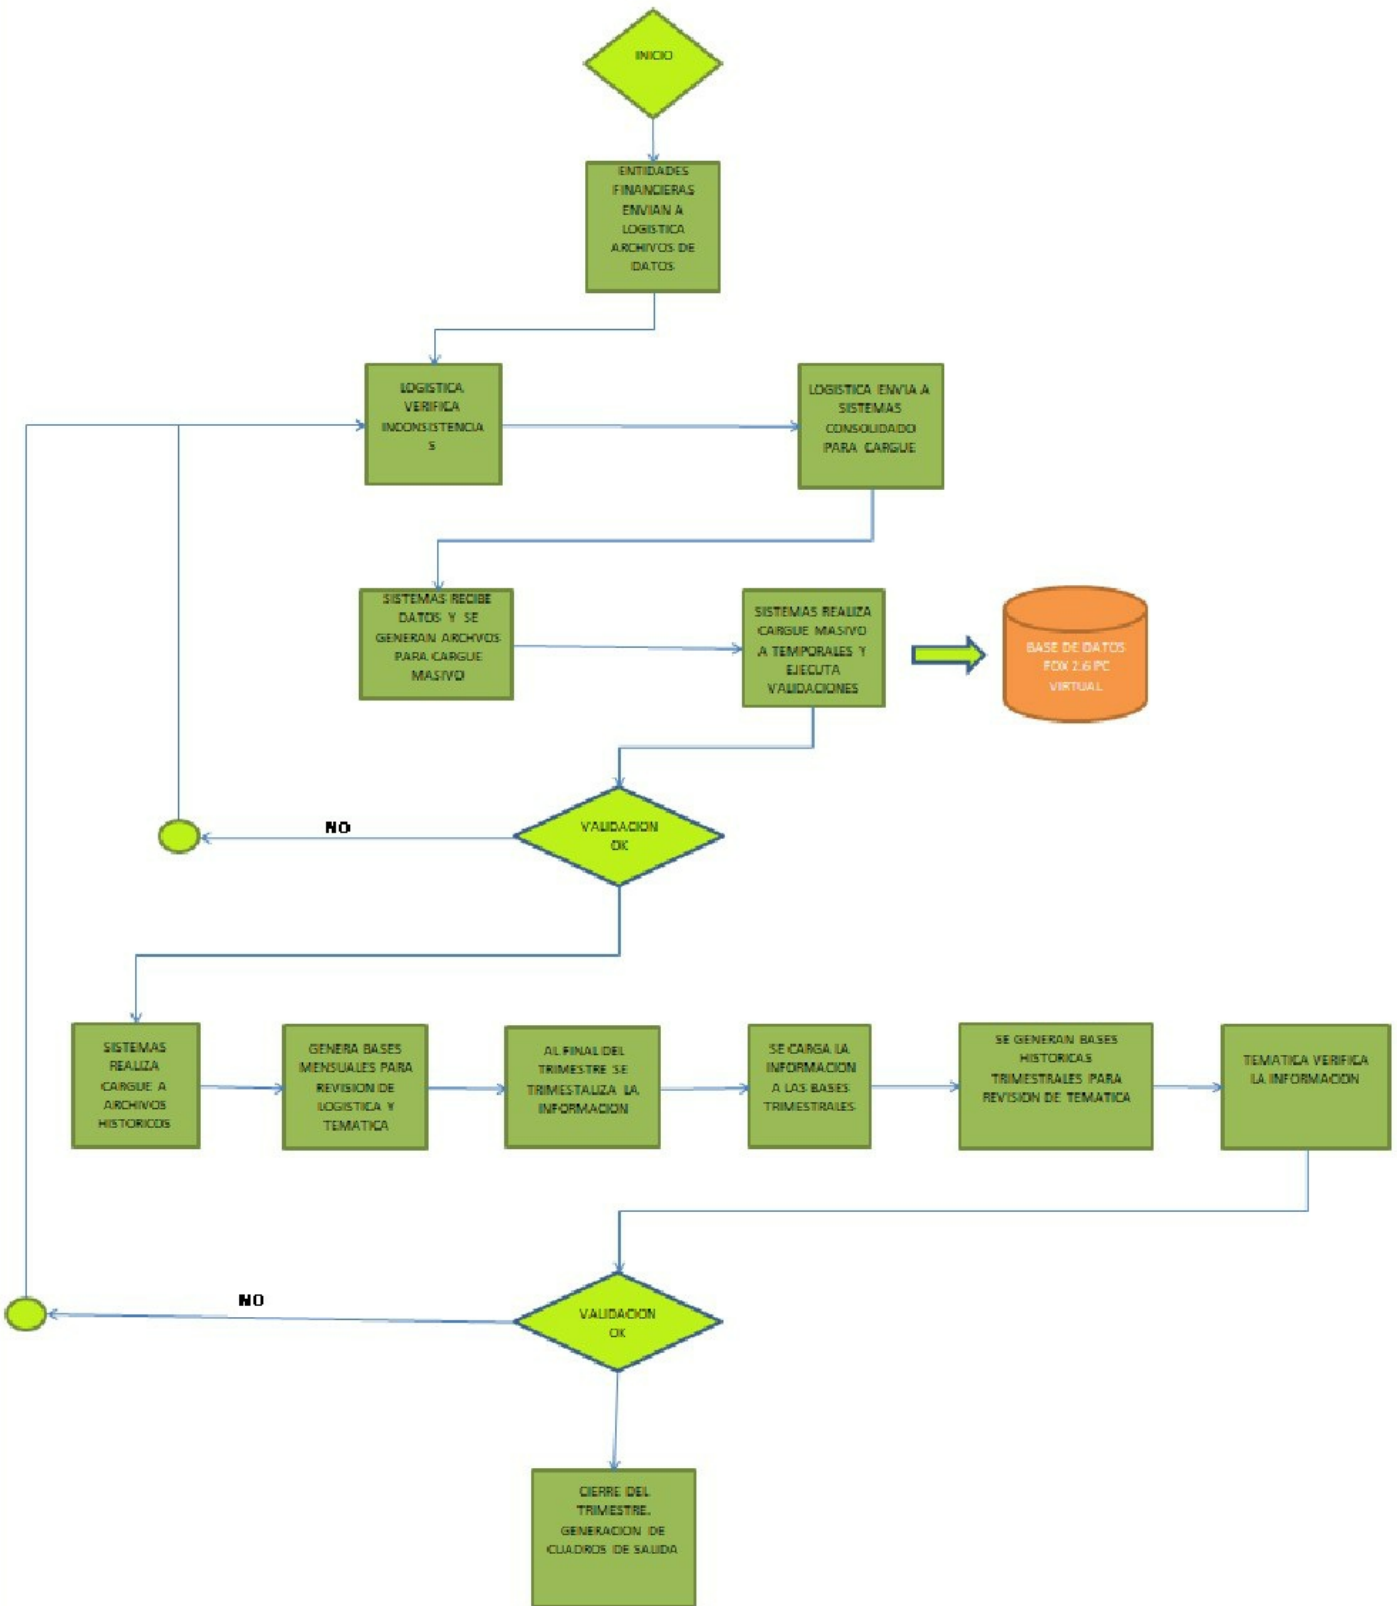 INICIO
ENTIDADES
FINANCIERAS
ENVIAN A
LOGISTICA
ARCHIVOS DE
DATOS
LOGISTICA
VERIFICA
INCONSISTENCIA
S
LOGISTICA ENVIA A
SISTEMAS
CONSOLIDADO
PARA CARGUE
SISTEMAS RECIBE
DATOS Y SE
GENERAN ARCHVOS
PARA CARGUE
MASIVO
SISTEMAS REALIZA
CARGUE MASIVO
A TEMPORALES Y
EJECUTA
VALIDACIONES
BASE DE DATOS
FOX 2.6 PC
VIRTUAL
VALIDACION
OK
NO
SISTEMAS
REALIZA
CARGUE A
ARCHIVOS
HISTORICOS
GENERA BASES
MENSUALES PARA
REVISION DE
LOGISTICA Y
TEMATICA
AL FINAL DEL
TRIMESTRE SE
TRIMESTALIZA LA
INFORMACION
SE CARGA LA
INFORMACION
A LAS BASES
TRIMESTRALES
SE GENERAN BASES
HISTORICAS
TRIMESTRALES PARA
REVISION DE TEMATICA
TEMATICA VERIFICA
LA INFORMACION
VALIDACION
OK
NO
CIERRE DEL
TRIMESTRE.
GENERACION DE
CUADROS DE SALIDA